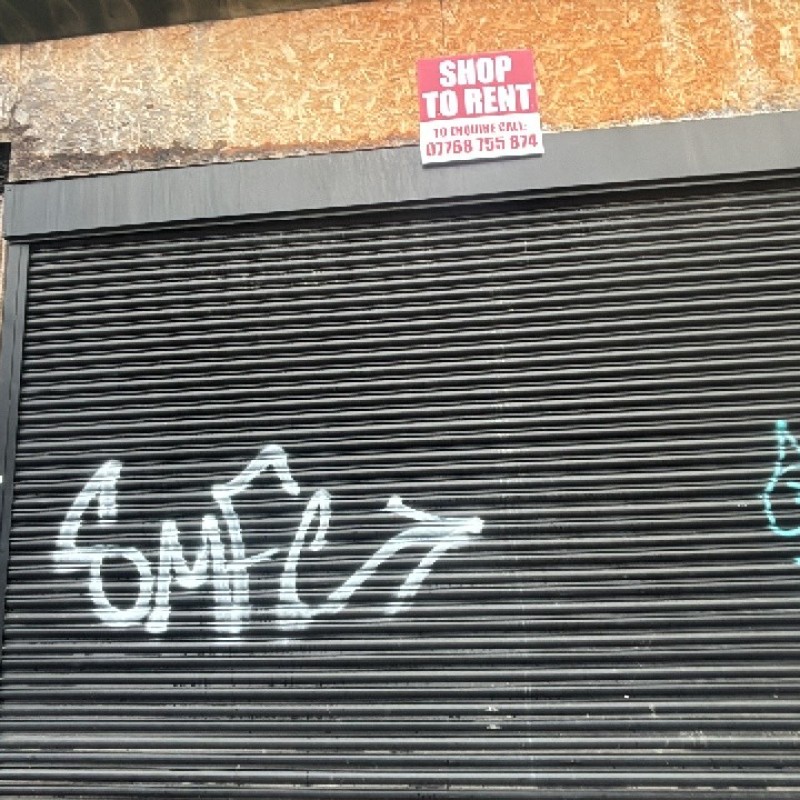 SHOP
TO RENT
TO ENQUIRE CALL:
07768 755 874
SMFC